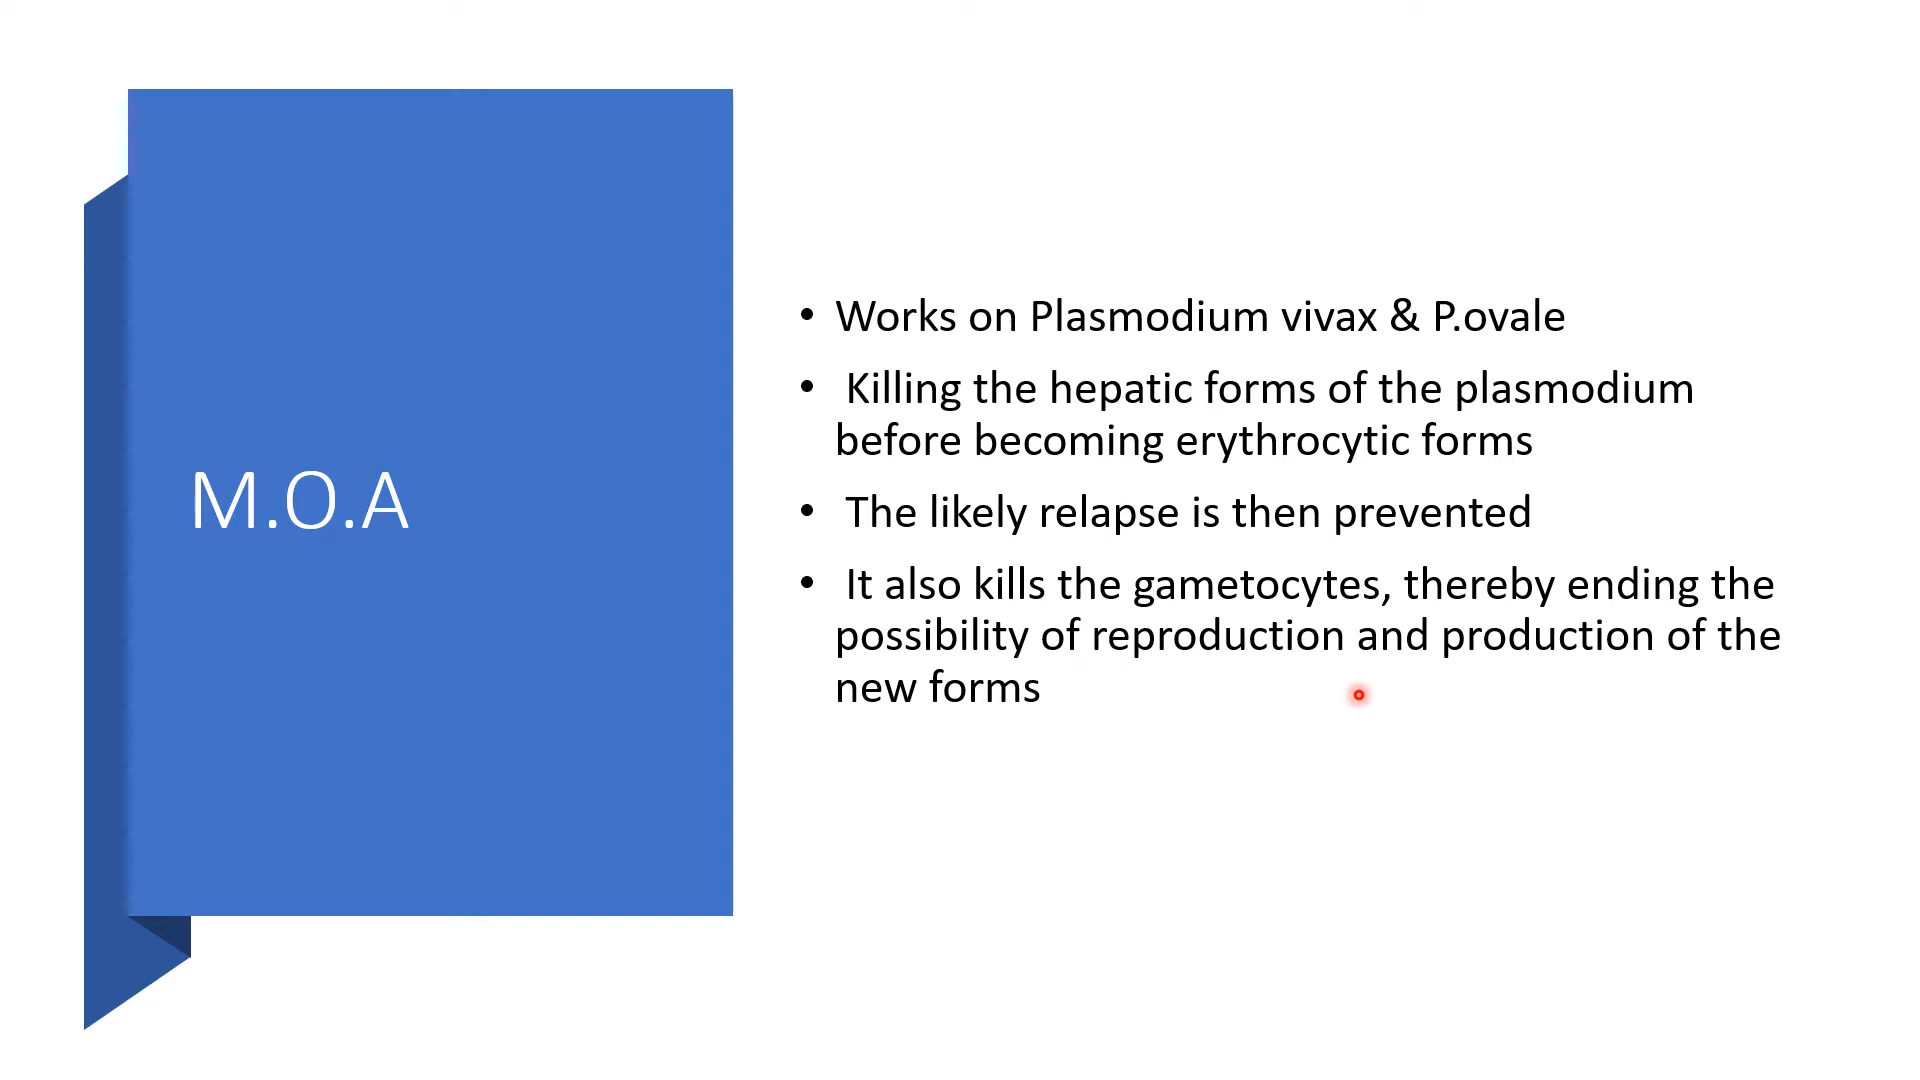 M.O.A
• Works on Plasmodium vivax & P.ovale
• Killing the hepatic forms of the plasmodium
before becoming erythrocytic forms
• The likely relapse is then prevented
• It also kills the gametocytes, thereby ending the
possibility of reproduction and production of the
new forms